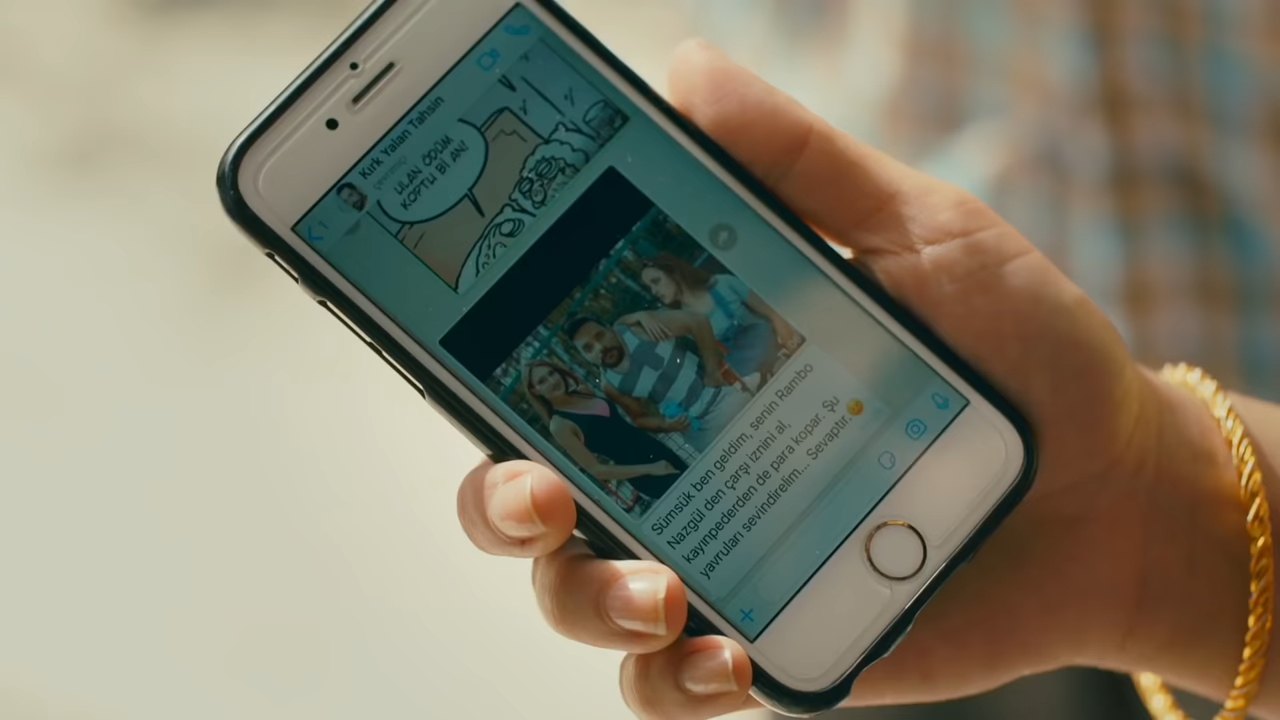 Kırk Yalan Tahsin
çevrimiçi
ULAN ÖDÜM
KOPTU Bİ AN!
Sümsük ben geldim, senin Rambo
Nazgül den çarşı iznini al,
kayınpederden de para kopar. Şu
yavruları sevindirelim... Sevaptır.😉